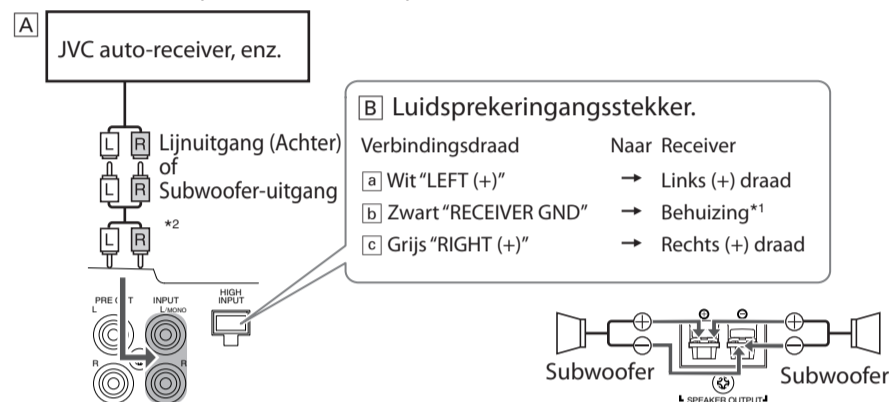 A
JVC auto-receiver, enz.
L R Lijnuitgang (Achter)
of
L R Subwoofer-uitgang
*2
L R
B Luidsprekeringangsstekker.
Verbindingsdraad Naar Receiver
a Wit “LEFT (+)” → Links (+) draad
b Zwart “RECEIVER GND” → Behuizing*1
c Grijs “RIGHT (+)” → Rechts (+) draad
HIGH
INPUT
INPUT
L L/MONO
R R
+ −
+ +
− −
Subwoofer Subwoofer
SPEAKER OUTPUT